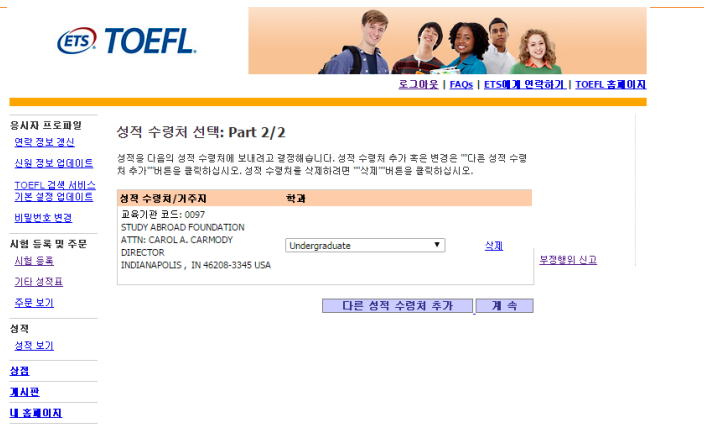 ETS TOEFL.
로그아웃 | FAQs | ETS에게 연락하기 | TOEFL 홈페이지
응시자 프로파일
연락 정보 갱신
신원 정보 업데이트
TOEFL 검색 서비스
기본 설정 업데이트
비밀번호 변경
시험 등록 및 주문
시험 등록
기타 성적표
주문 보기
성적
성적 보기
상점
게시판
내 홈페이지
성적 수령처 선택: Part 2/2
성적을 다음의 성적 수령처에 보내려고 결정해습니다. 성적 수령처 추가 혹은 변경은 ""다른 성적 수령
처 추가""버튼을 클릭하십시오. 성적 수령처를 삭제하려면 ""삭제""버튼을 클릭하십시오.
성적 수령처/거주지 학과
교육기관 코드: 0097
STUDY ABROAD FOUNDATION
ATTN: CAROL A. CARMODY
DIRECTOR
INDIANAPOLIS , IN 46208-3345 USA
Undergraduate
삭제
부정행위 신고
다른 성적 수령처 추가 계 속